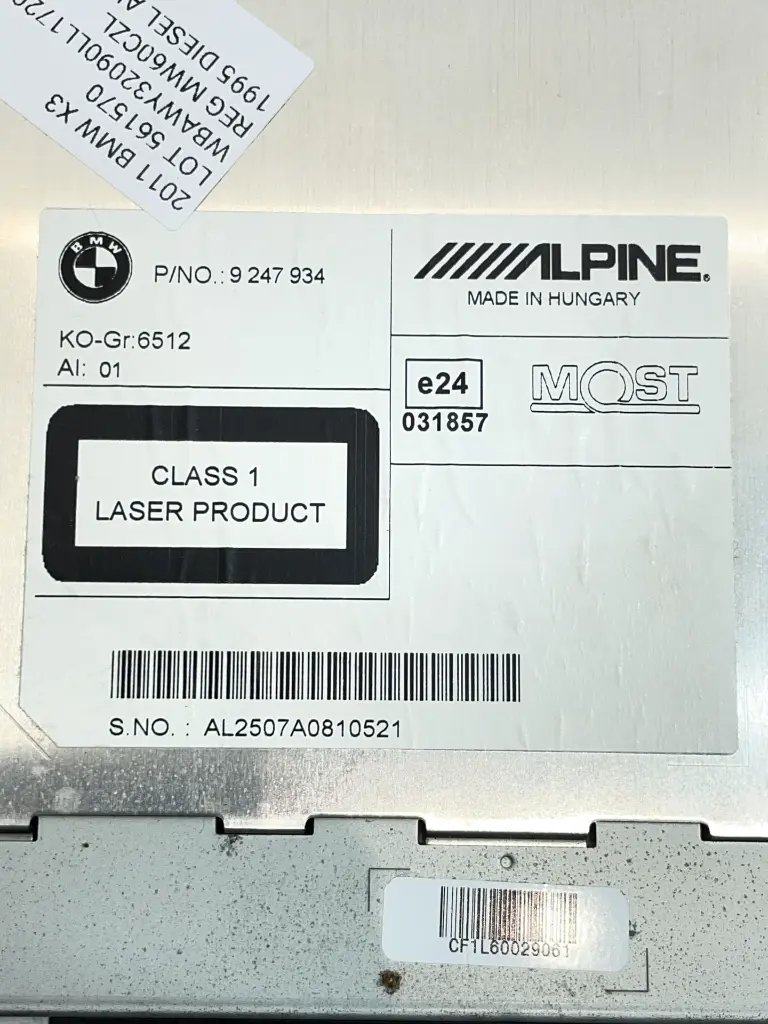 2011 BMW X3
LOT 561570
WBAWY32090LL1772
REG MW60CZL
1995 DIESEL
BMW
P/NO.: 9 247 934
KO-Gr:6512
AI: 01
ALPINE®
MADE IN HUNGARY
e24
031857
MOST
CLASS 1
LASER PRODUCT
S.NO. : AL2507A0810521
CF1L60029061